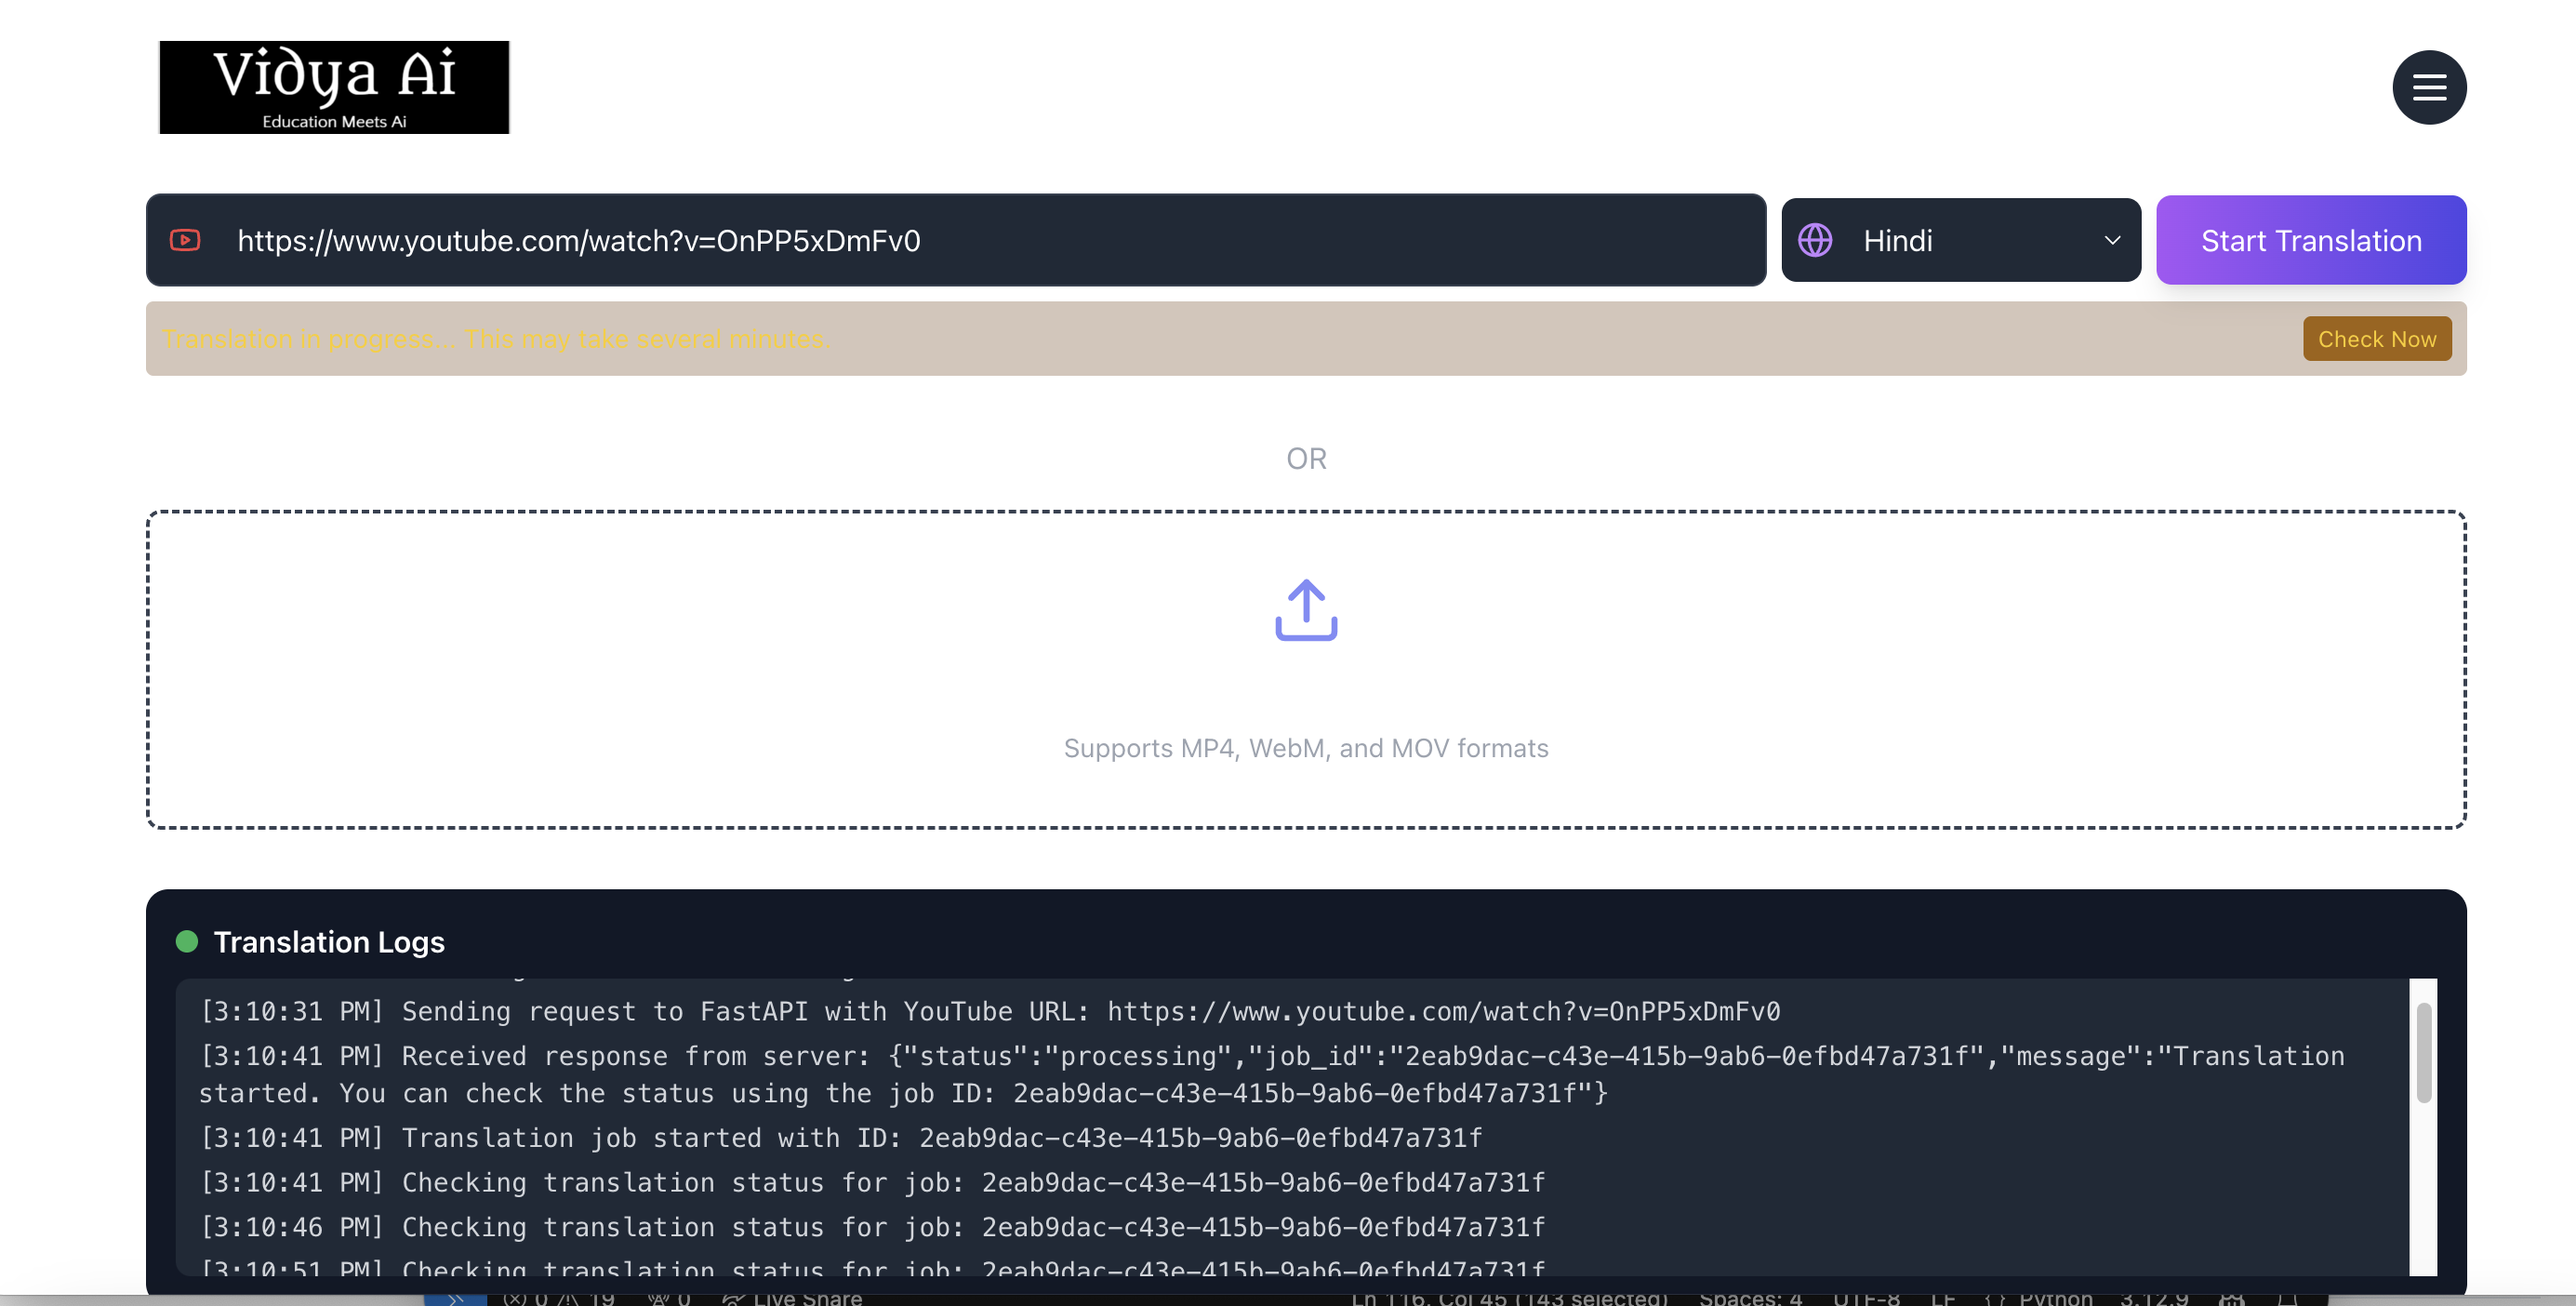 Vidya Ai
Education Meets Ai
https://www.youtube.com/watch?v=OnPP5xDmFv0
Hindi
Start Translation
Translation in progress... This may take several minutes.
Check Now
OR
Supports MP4, WebM, and MOV formats
Translation Logs
[3:10:31 PM] Sending request to FastAPI with YouTube URL: https://www.youtube.com/watch?v=OnPP5xDmFv0
[3:10:41 PM] Received response from server: {"status":"processing","job_id":"2eab9dac-c43e-415b-9ab6-0efbd47a731f","message":"Translation
started. You can check the status using the job ID: 2eab9dac-c43e-415b-9ab6-0efbd47a731f"}
[3:10:41 PM] Translation job started with ID: 2eab9dac-c43e-415b-9ab6-0efbd47a731f
[3:10:41 PM] Checking translation status for job: 2eab9dac-c43e-415b-9ab6-0efbd47a731f
[3:10:46 PM] Checking translation status for job: 2eab9dac-c43e-415b-9ab6-0efbd47a731f
[3:10:51 PM] Checking translation status for job: 2eab9dac-c43e-415b-9ab6-0efbd47a731f
0 19 0 Live Share Ln 116, Col 45 (143 selected) Spaces: 4 UTF-8 LF {} Python 3.12.9